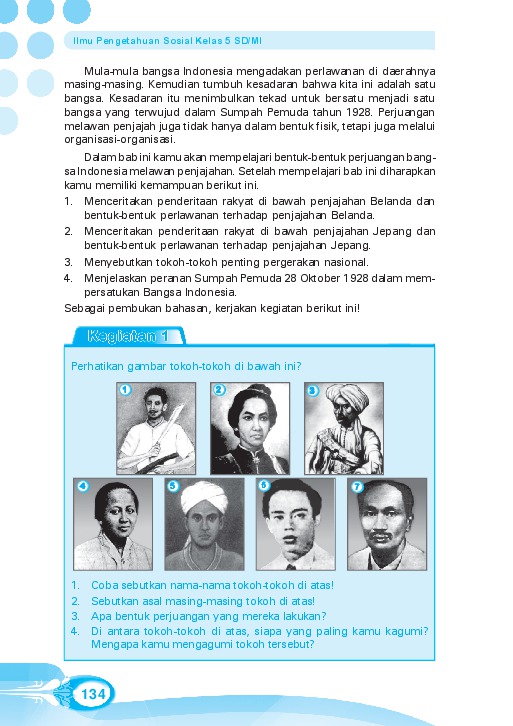 Ilmu Pengetahuan Sosial Kelas 5 SD/MI
Mula-mula bangsa Indonesia mengadakan perlawanan di daerahnya
masing-masing. Kemudian tumbuh kesadaran bahwa kita ini adalah satu
bangsa. Kesadaran itu menimbulkan tekad untuk bersatu menjadi satu
bangsa yang terwujud dalam Sumpah Pemuda tahun 1928. Perjuangan
melawan penjajah juga tidak hanya dalam bentuk fisik, tetapi juga melalui
organisasi-organisasi.
Dalam bab ini kamu akan mempelajari bentuk-bentuk perjuangan bang-
sa Indonesia melawan penjajahan. Setelah mempelajari bab ini diharapkan
kamu memiliki kemampuan berikut ini.
1. Menceritakan penderitaan rakyat di bawah penjajahan Belanda dan
bentuk-bentuk perlawanan terhadap penjajahan Belanda.
2. Menceritakan penderitaan rakyat di bawah penjajahan Jepang dan
bentuk-bentuk perlawanan terhadap penjajahan Jepang.
3. Menyebutkan tokoh-tokoh penting pergerakan nasional.
4. Menjelaskan peranan Sumpah Pemuda 28 Oktober 1928 dalam mem-
persatukan Bangsa Indonesia.
Sebagai pembukan bahasan, kerjakan kegiatan berikut ini!
Kegiatan 1
Perhatikan gambar tokoh-tokoh di bawah ini?
1 2 3
4 5 6 7
1. Coba sebutkan nama-nama tokoh-tokoh di atas!
2. Sebutkan asal masing-masing tokoh di atas!
3. Apa bentuk perjuangan yang mereka lakukan?
4. Di antara tokoh-tokoh di atas, siapa yang paling kamu kagumi?
Mengapa kamu mengagumi tokoh tersebut?
134